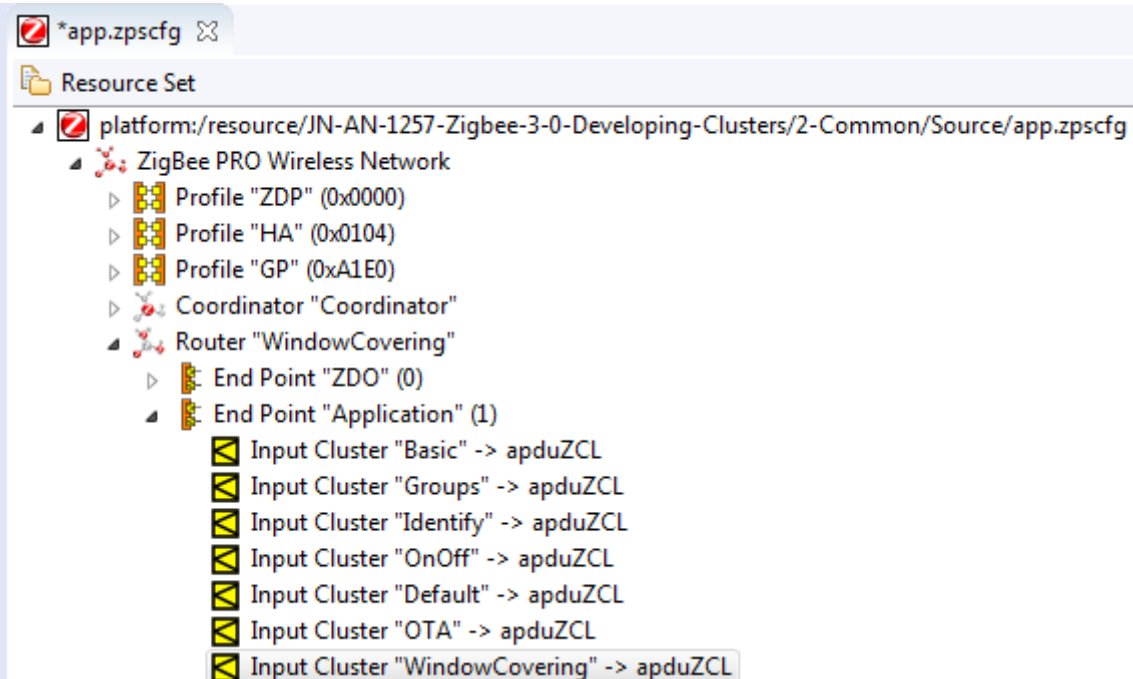 *app.zpscfg
Resource Set
platform:/resource/JN-AN-1257-Zigbee-3-0-Developing-Clusters/2-Common/Source/app.zpscfg
ZigBee PRO Wireless Network
Profile "ZDP" (0x0000)
Profile "HA" (0x0104)
Profile "GP" (0xA1E0)
Coordinator "Coordinator"
Router "WindowCovering"
End Point "ZDO" (0)
End Point "Application" (1)
Input Cluster "Basic" -> apduZCL
Input Cluster "Groups" -> apduZCL
Input Cluster "Identify" -> apduZCL
Input Cluster "OnOff" -> apduZCL
Input Cluster "Default" -> apduZCL
Input Cluster "OTA" -> apduZCL
Input Cluster "WindowCovering" -> apduZCL